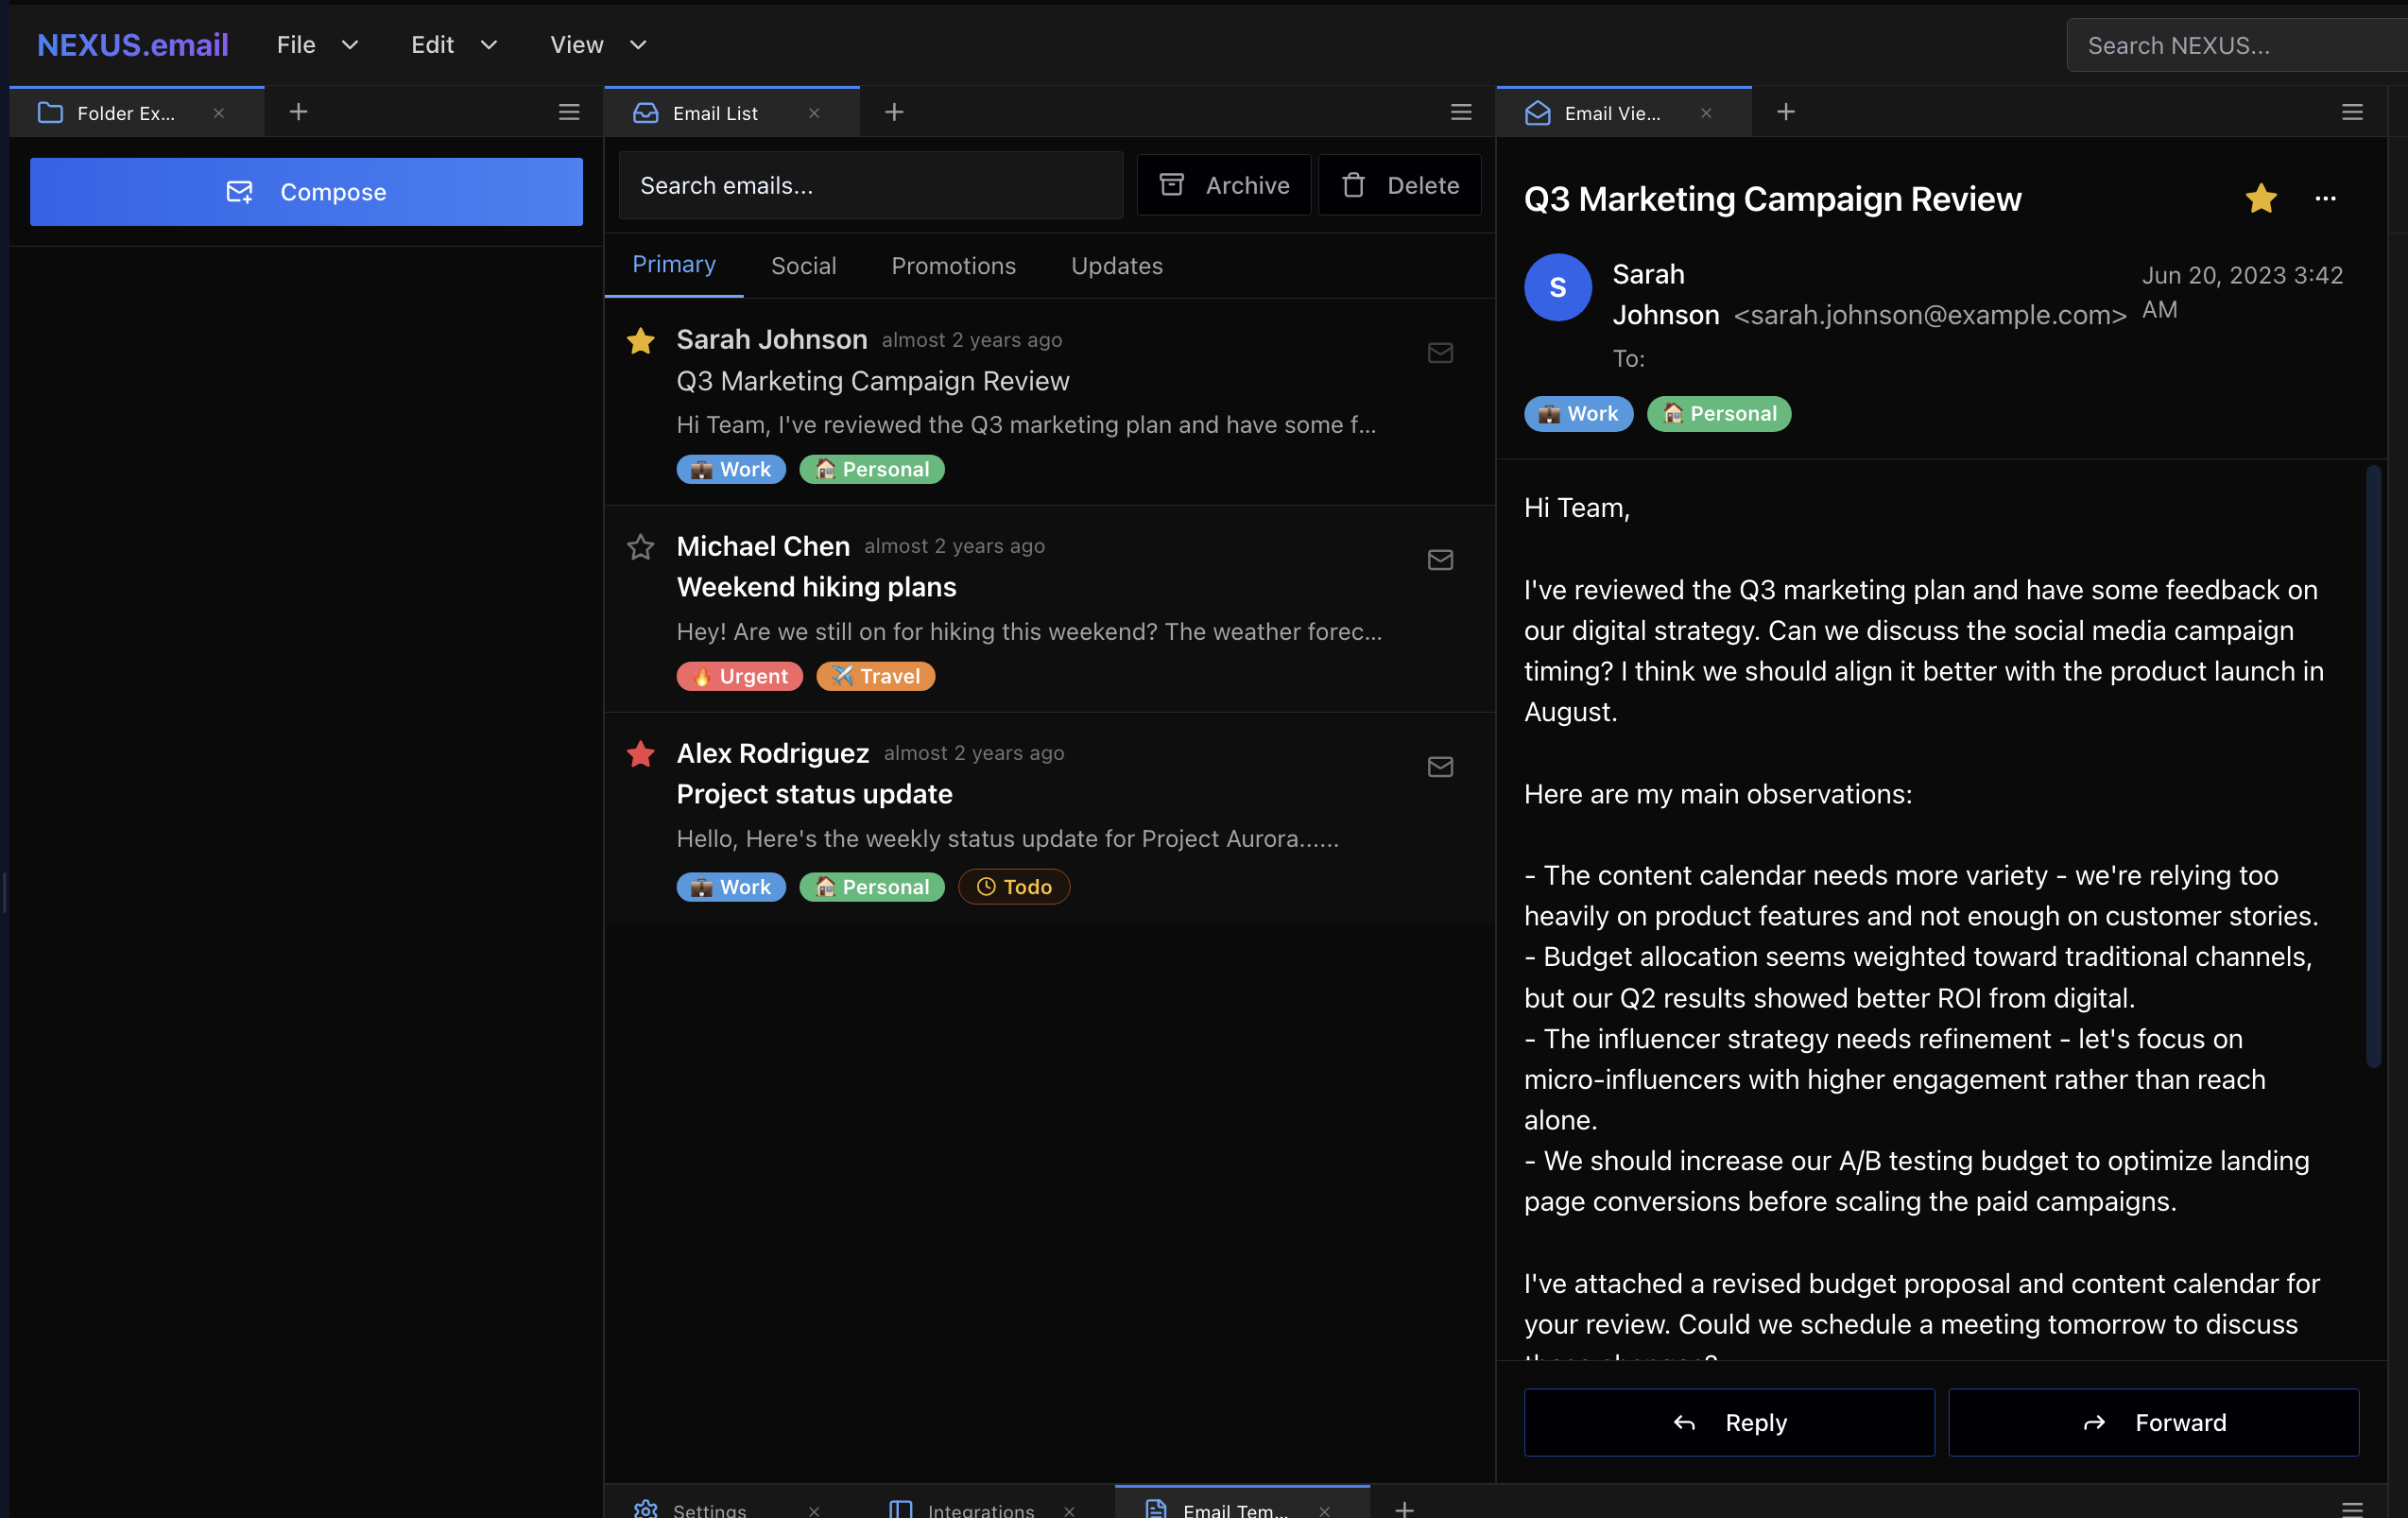 NEXUS.email File Edit View Search NEXUS...
Folder Ex...
Email List
Email Vie...
Compose
Search emails...
Archive
Delete
Primary Social Promotions Updates
Sarah Johnson almost 2 years ago
Q3 Marketing Campaign Review
Hi Team, I've reviewed the Q3 marketing plan and have some f...
Work Personal
Michael Chen almost 2 years ago
Weekend hiking plans
Hey! Are we still on for hiking this weekend? The weather forec...
Urgent Travel
Alex Rodriguez almost 2 years ago
Project status update
Hello, Here's the weekly status update for Project Aurora......
Work Personal Todo
Q3 Marketing Campaign Review
S
Sarah
Johnson <sarah.johnson@example.com>
Jun 20, 2023 3:42
AM
To:
Work Personal
Hi Team,
I've reviewed the Q3 marketing plan and have some feedback on
our digital strategy. Can we discuss the social media campaign
timing? I think we should align it better with the product launch in
August.
Here are my main observations:
- The content calendar needs more variety - we're relying too
heavily on product features and not enough on customer stories.
- Budget allocation seems weighted toward traditional channels,
but our Q2 results showed better ROI from digital.
- The influencer strategy needs refinement - let's focus on
micro-influencers with higher engagement rather than reach
alone.
- We should increase our A/B testing budget to optimize landing
page conversions before scaling the paid campaigns.
I've attached a revised budget proposal and content calendar for
your review. Could we schedule a meeting tomorrow to discuss
Reply
Forward
Settings
Integrations
Email Tem...